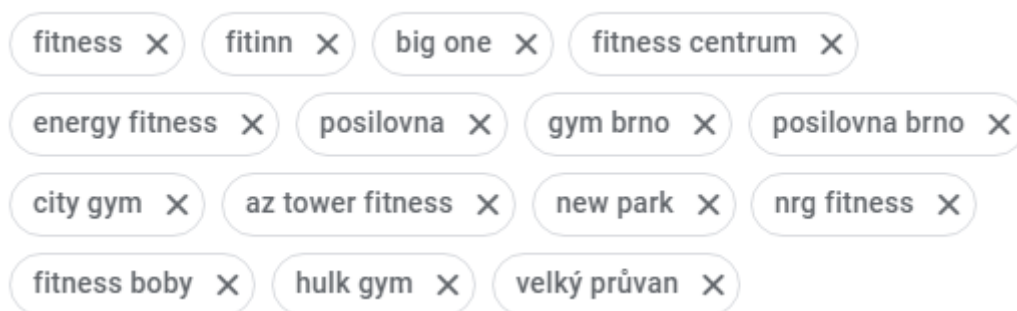 fitness × fitinn × big one × fitness centrum ×
energy fitness × posilovna × gym brno × posilovna brno ×
city gym × az tower fitness × new park × nrg fitness ×
fitness boby × hulk gym × velký průvan ×